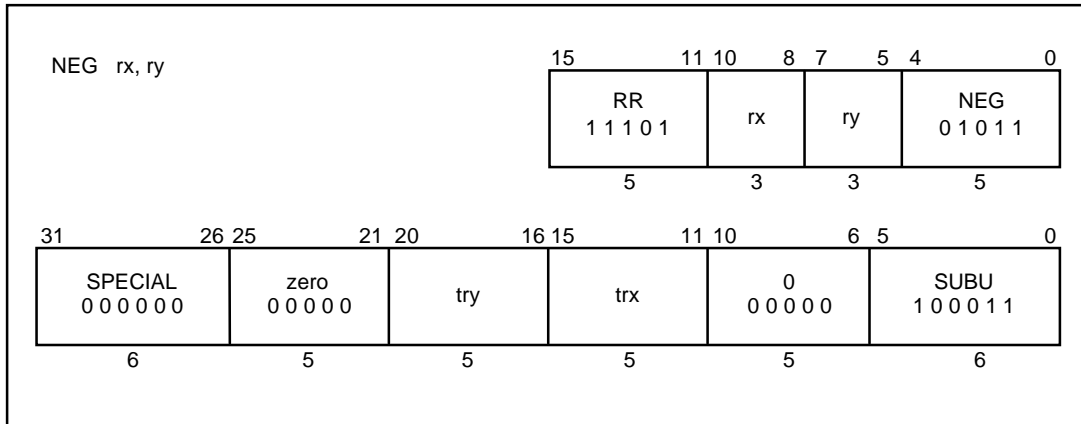 NEG rx, ry
15 11 10 8 7 5 4 0
RR rx ry NEG
1 1 1 0 1 0 1 0 1 1
5 3 3 5
31 26 25 21 20 16 15 11 10 6 5 0
SPECIAL zero try trx 0 SUBU
0 0 0 0 0 0 0 0 0 0 0 0 0 0 0 0 1 0 0 0 1 1
6 5 5 5 5 6